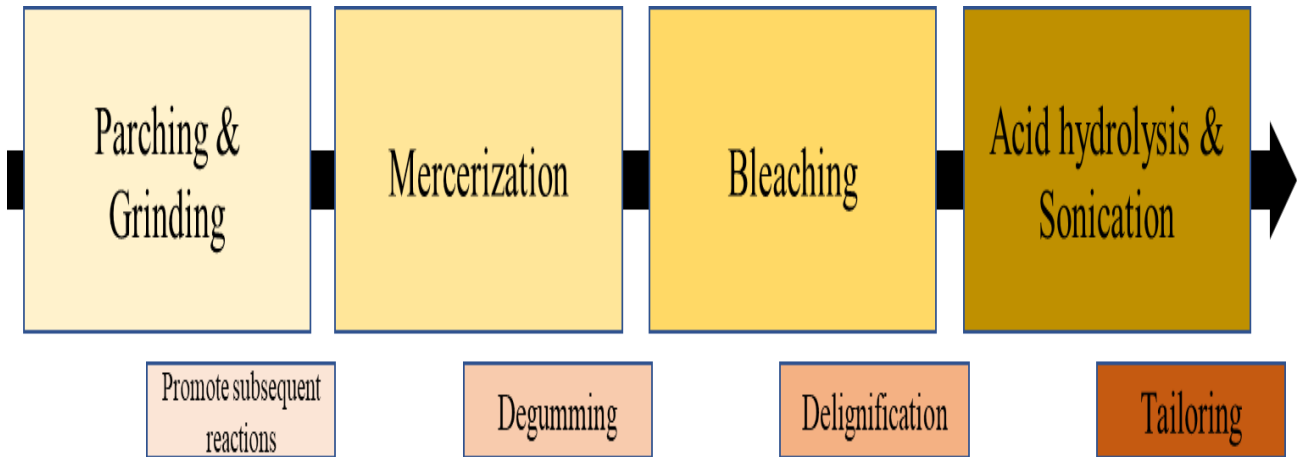 Parching &
Grinding
Mercerization
Bleaching
Acid hydrolysis &
Sonication
Promote subsequent
reactions
Degumming
Delignification
Tailoring